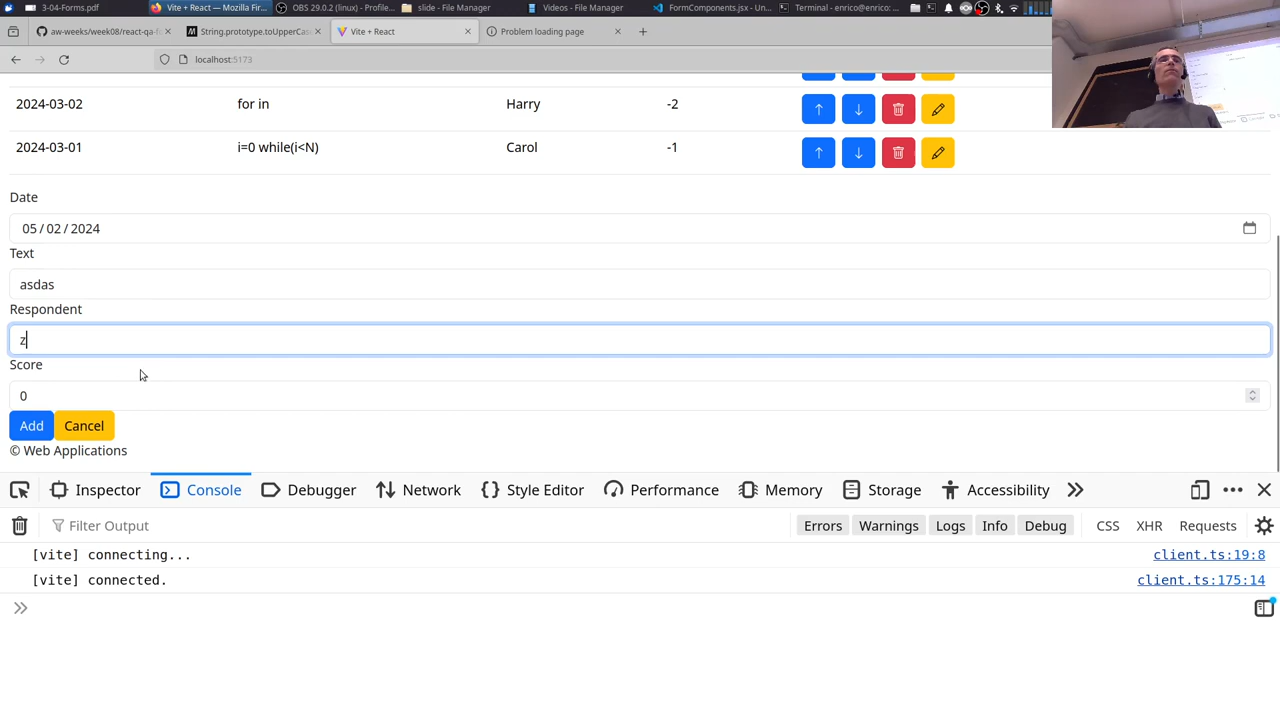 3-04-Forms.pdf
Vite + React — Mozilla Fir...
OBS 29.0.2 (linux) - Profile...
slide - File Manager
Videos - File Manager
FormComponents.jsx - Un...
Terminal - enrico@enrico: ...
aw-weeks/week08/react-qa-f
String.prototype.toUpperCas
Vite + React
Problem loading page
localhost:5173
2024-03-02 for in Harry -2
2024-03-01 i=0 while(i<N) Carol -1
Date
05 / 02 / 2024
Text
asdas
Respondent
z
Score
0
Add Cancel
© Web Applications
Inspector Console Debugger Network Style Editor Performance Memory Storage Accessibility
Filter Output Errors Warnings Logs Info Debug CSS XHR Requests
[vite] connecting... client.ts:19:8
[vite] connected. client.ts:175:14